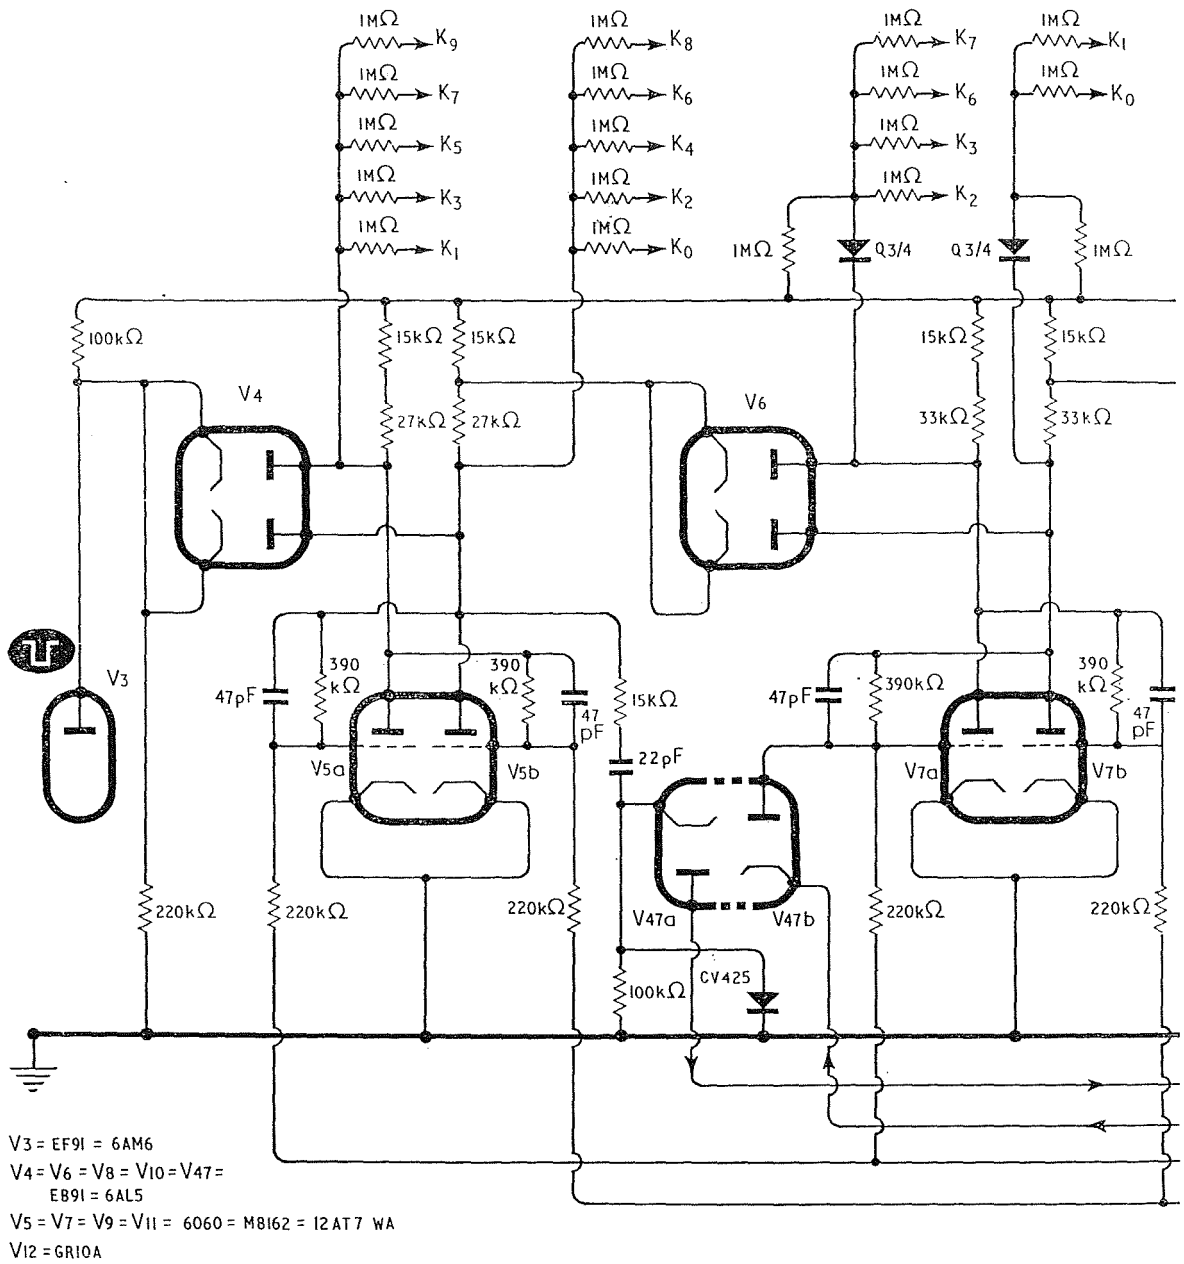 1MΩ 1MΩ 1MΩ 1MΩ
K9 K8 K7 K1
1MΩ 1MΩ 1MΩ 1MΩ
K7 K6 K6 K0
1MΩ 1MΩ 1MΩ
K5 K4 K3
1MΩ 1MΩ 1MΩ
K3 K2 K2
1MΩ 1MΩ
K1 K0 1MΩ Q3/4 Q3/4 1MΩ
100kΩ 15kΩ 15kΩ 15kΩ 15kΩ
V4 V6
27kΩ 27kΩ 33kΩ 33kΩ
V3
47pF 390 kΩ 390 kΩ 47 pF 15kΩ 47pF 390kΩ 390 kΩ 47 pF
V5a V5b 22pF V7a V7b
220kΩ 220kΩ 220kΩ V47a V47b 220kΩ 220kΩ
100kΩ CV425
V3 = EF91 = 6AM6
V4 = V6 = V8 = V10 = V47 =
EB91 = 6AL5
V5 = V7 = V9 = V11 = 6060 = M8162 = 12AT7 WA
V12 = GR10A